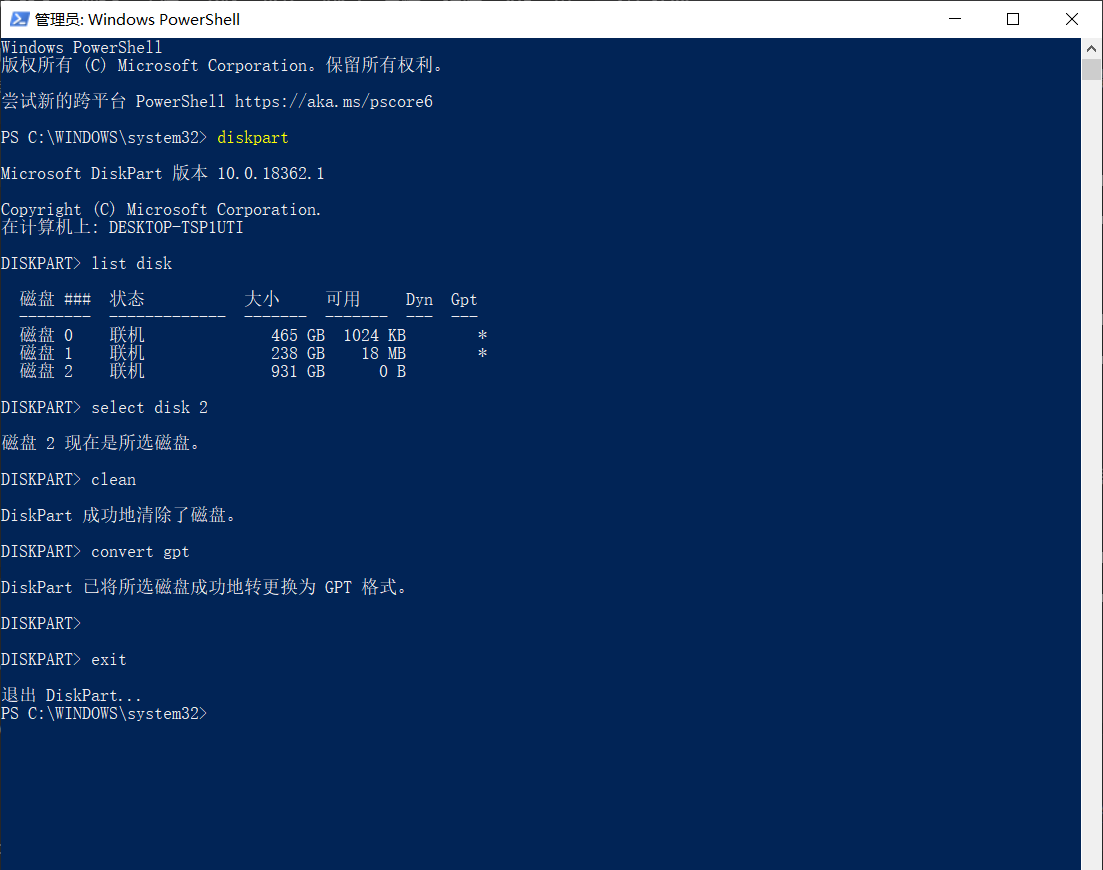 管理员: Windows PowerShell
Windows PowerShell
版权所有 (C) Microsoft Corporation。保留所有权利。
尝试新的跨平台 PowerShell https://aka.ms/pscore6
PS C:\WINDOWS\system32> diskpart
Microsoft DiskPart 版本 10.0.18362.1
Copyright (C) Microsoft Corporation.
在计算机上: DESKTOP-TSP1UTI
DISKPART> list disk
  磁盘 ###  状态           大小     可用     Dyn  Gpt
  --------  -------------  -------  -------  ---  ---
  磁盘 0    联机              465 GB  1024 KB        *
  磁盘 1    联机              238 GB    18 MB        *
  磁盘 2    联机              931 GB      0 B
DISKPART> select disk 2
磁盘 2 现在是所选磁盘。
DISKPART> clean
DiskPart 成功地清除了磁盘。
DISKPART> convert gpt
DiskPart 已将所选磁盘成功地转更换为 GPT 格式。
DISKPART>
DISKPART> exit
退出 DiskPart...
PS C:\WINDOWS\system32>